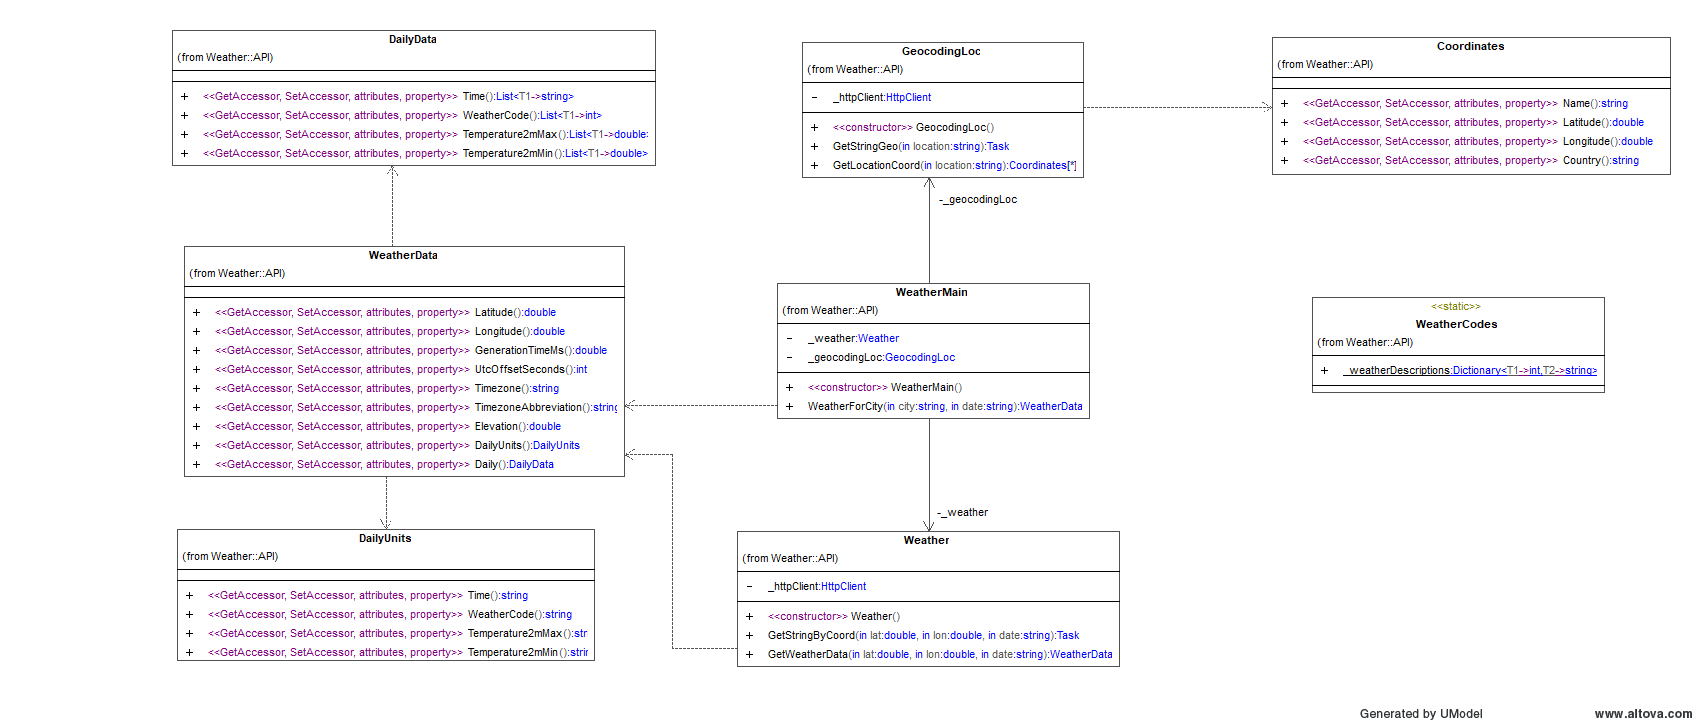 DailyData
(from Weather::API)
+ <<GetAccessor, SetAccessor, attributes, property>> Time():List<T1->string>
+ <<GetAccessor, SetAccessor, attributes, property>> WeatherCode():List<T1->int>
+ <<GetAccessor, SetAccessor, attributes, property>> Temperature2mMax():List<T1->double>
+ <<GetAccessor, SetAccessor, attributes, property>> Temperature2mMin():List<T1->double>
GeocodingLoc
(from Weather::API)
- _httpClient:HttpClient
+ <<constructor>> GeocodingLoc()
+ GetStringGeo(in location:string):Task
+ GetLocationCoord(in location:string):Coordinates[*]
Coordinates
(from Weather::API)
+ <<GetAccessor, SetAccessor, attributes, property>> Name():string
+ <<GetAccessor, SetAccessor, attributes, property>> Latitude():double
+ <<GetAccessor, SetAccessor, attributes, property>> Longitude():double
+ <<GetAccessor, SetAccessor, attributes, property>> Country():string
-_geocodingLoc
WeatherData
(from Weather::API)
+ <<GetAccessor, SetAccessor, attributes, property>> Latitude():double
+ <<GetAccessor, SetAccessor, attributes, property>> Longitude():double
+ <<GetAccessor, SetAccessor, attributes, property>> GenerationTimeMs():double
+ <<GetAccessor, SetAccessor, attributes, property>> UtcOffsetSeconds():int
+ <<GetAccessor, SetAccessor, attributes, property>> Timezone():string
+ <<GetAccessor, SetAccessor, attributes, property>> TimezoneAbbreviation():string
+ <<GetAccessor, SetAccessor, attributes, property>> Elevation():double
+ <<GetAccessor, SetAccessor, attributes, property>> DailyUnits():DailyUnits
+ <<GetAccessor, SetAccessor, attributes, property>> Daily():DailyData
WeatherMain
(from Weather::API)
- _weather:Weather
- _geocodingLoc:GeocodingLoc
+ <<constructor>> WeatherMain()
+ WeatherForCity(in city:string, in date:string):WeatherData
<<static>>
WeatherCodes
(from Weather::API)
+ _weatherDescriptions:Dictionary<T1->int,T2->string>
-_weather
DailyUnits
(from Weather::API)
+ <<GetAccessor, SetAccessor, attributes, property>> Time():string
+ <<GetAccessor, SetAccessor, attributes, property>> WeatherCode():string
+ <<GetAccessor, SetAccessor, attributes, property>> Temperature2mMax():str
+ <<GetAccessor, SetAccessor, attributes, property>> Temperature2mMin():strin
Weather
(from Weather::API)
- _httpClient:HttpClient
+ <<constructor>> Weather()
+ GetStringByCoord(in lat:double, in lon:double, in date:string):Task
+ GetWeatherData(in lat:double, in lon:double, in date:string):WeatherData
Generated by UModel
www.altova.com